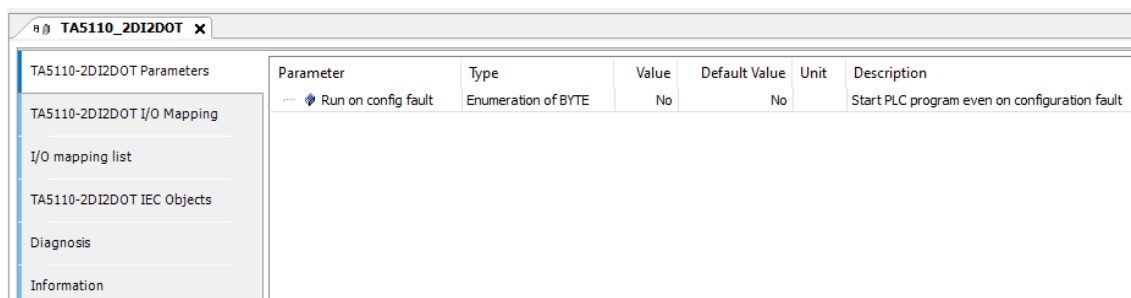 TA5110_2DI2DOT
TA5110-2DI2DOT Parameters
TA5110-2DI2DOT I/O Mapping
I/O mapping list
TA5110-2DI2DOT IEC Objects
Diagnosis
Information
Parameter Type Value Default Value Unit Description
Run on config fault Enumeration of BYTE No No Start PLC program even on configuration fault